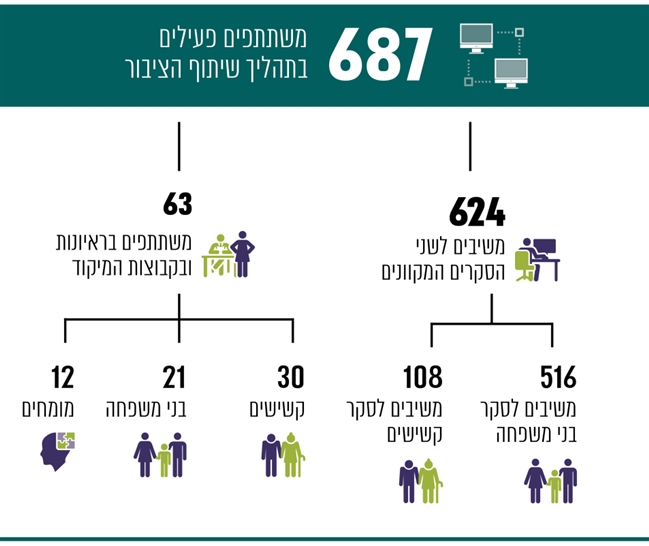 687
משתתפים פעילים
בתהליך שיתוף הציבור
624
משיבים לשני
הסקרים המקוונים
516
משיבים לסקר
בני משפחה
108
משיבים לסקר
קשישים
63
משתתפים בראיונות
ובקבוצות המיקוד
30
קשישים
21
בני משפחה
12
מומחים